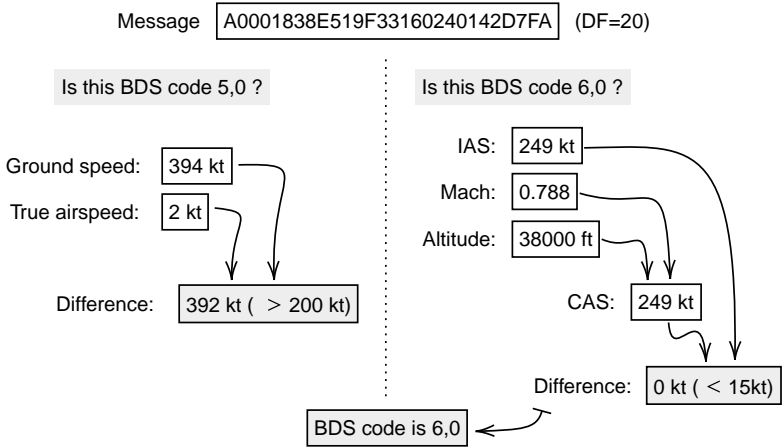 Message A0001838E519F33160240142D7FA (DF=20)
Is this BDS code 5,0 ?
Ground speed: 394 kt
True airspeed: 2 kt
Difference: 392 kt ( > 200 kt)
Is this BDS code 6,0 ?
IAS: 249 kt
Mach: 0.788
Altitude: 38000 ft
CAS: 249 kt
Difference: 0 kt ( < 15kt)
BDS code is 6,0